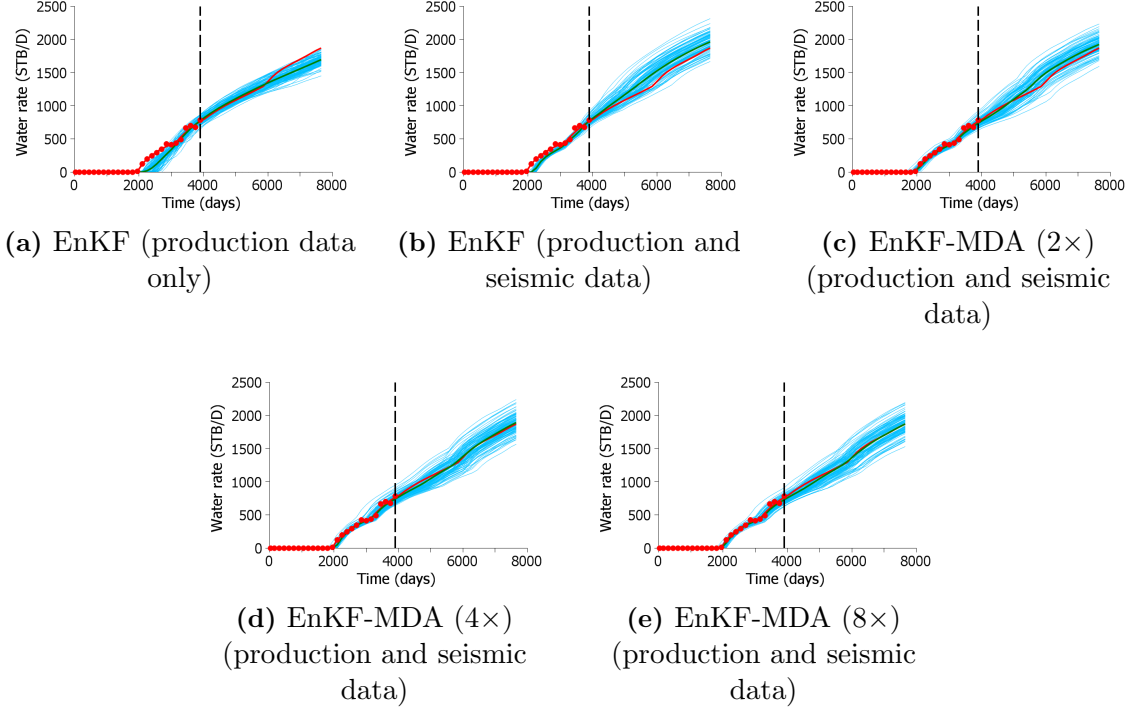 2500
2000
1500
1000
500
0
Water rate (STB/D)
0 2000 4000 6000 8000
Time (days)
(a) EnKF (production data
only)
2500
2000
1500
1000
500
0
Water rate (STB/D)
0 2000 4000 6000 8000
Time (days)
(b) EnKF (production and
seismic data)
2500
2000
1500
1000
500
0
Water rate (STB/D)
0 2000 4000 6000 8000
Time (days)
(c) EnKF-MDA (2×)
(production and seismic
data)
2500
2000
1500
1000
500
0
Water rate (STB/D)
0 2000 4000 6000 8000
Time (days)
(d) EnKF-MDA (4×)
(production and seismic
data)
2500
2000
1500
1000
500
0
Water rate (STB/D)
0 2000 4000 6000 8000
Time (days)
(e) EnKF-MDA (8×)
(production and seismic
data)